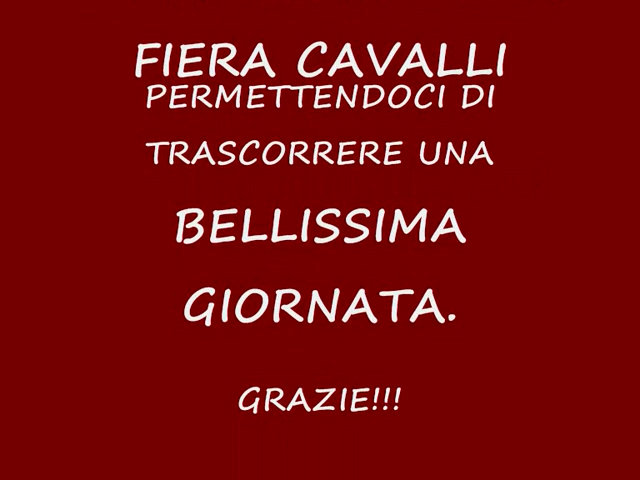 FIERA CAVALLI
PERMETTENDOCI DI
TRASCORRERE UNA
BELLISSIMA
GIORNATA.
GRAZIE!!!